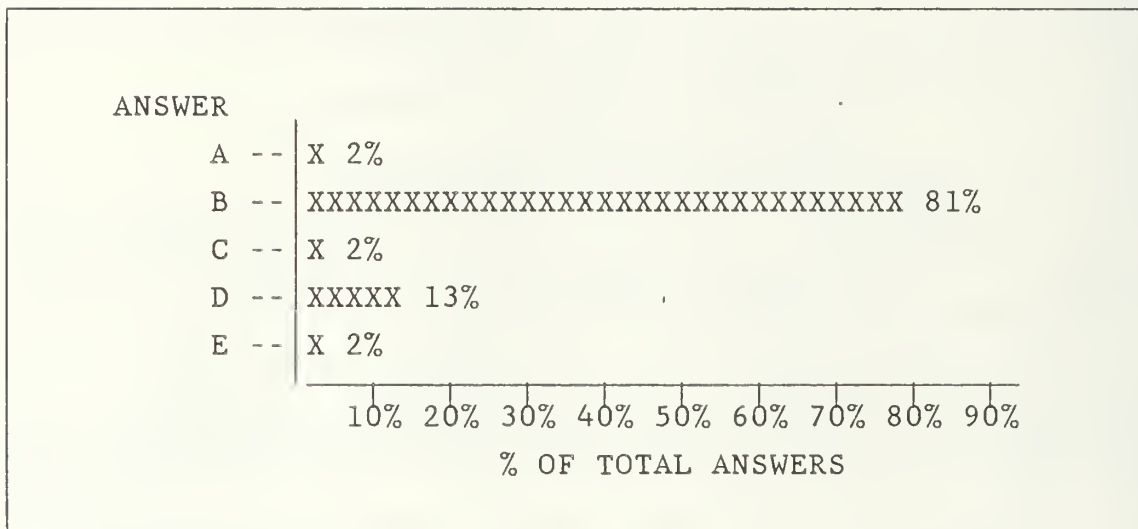 ANSWER
A -- X 2%
B -- XXXXXXXXXXXXXXXXXXXXXXXXXXXXXXX 81%
C -- X 2%
D -- XXXXX 13%
E -- X 2%
10% 20% 30% 40% 50% 60% 70% 80% 90%
% OF TOTAL ANSWERS